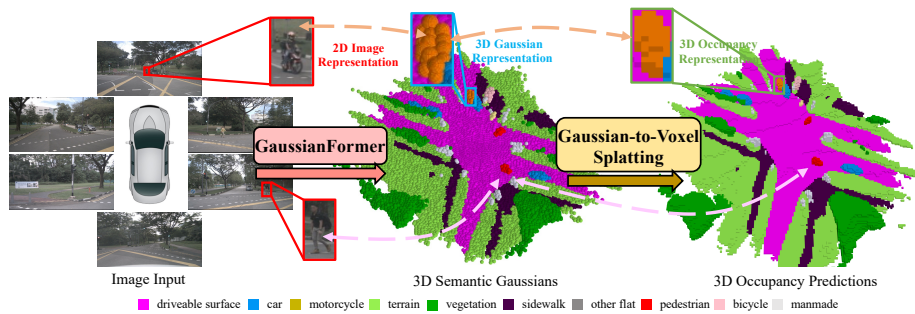 2D Image
Representation
3D Gaussian
Representation
3D Occupancy
Representation
GaussianFormer
Gaussian-to-Voxel
Splatting
Image Input
3D Semantic Gaussians
3D Occupancy Predictions
driveable surface
car
motorcycle
terrain
vegetation
sidewalk
other flat
pedestrian
bicycle
manmade